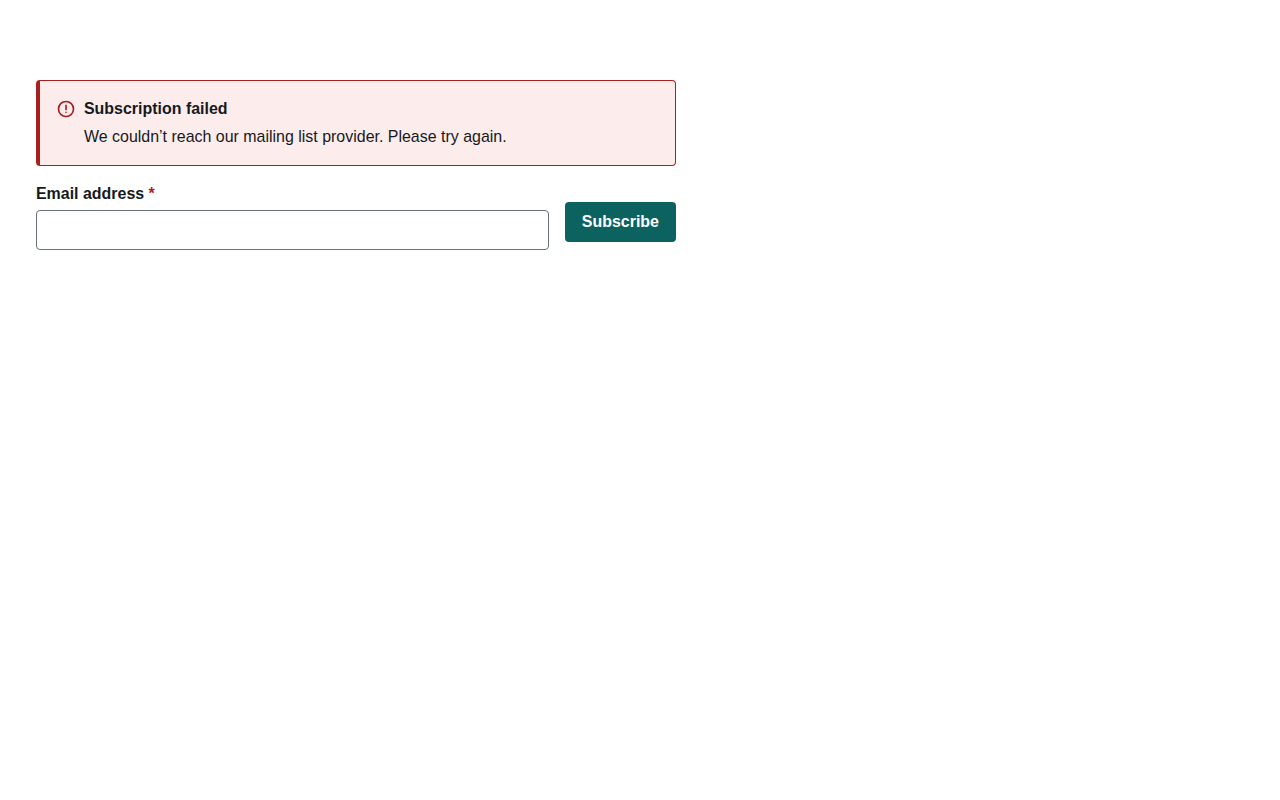 Subscription failed
We couldn’t reach our mailing list provider. Please try again.
Email address *
Subscribe